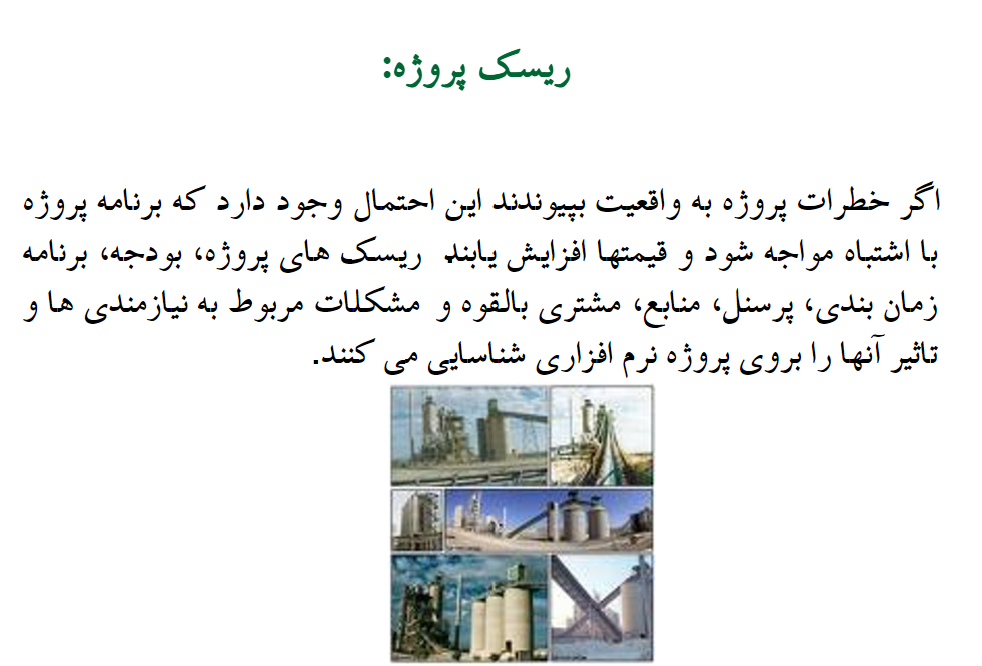 ریسک پروژه:
اگر خطرات پروژه به واقعیت بپیوندند این احتمال وجود دارد که برنامه پروژه
با اشتباه مواجه شود و قیمتها افزایش یابند. ریسک های پروژه، بودجه، برنامه
زمان بندی، پرسنل، منابع، مشتری بالقوه و مشکلات مربوط به نیازمندی ها و
تاثیر آنها را بروی پروژه نرم افزاری شناسایی می کنند.